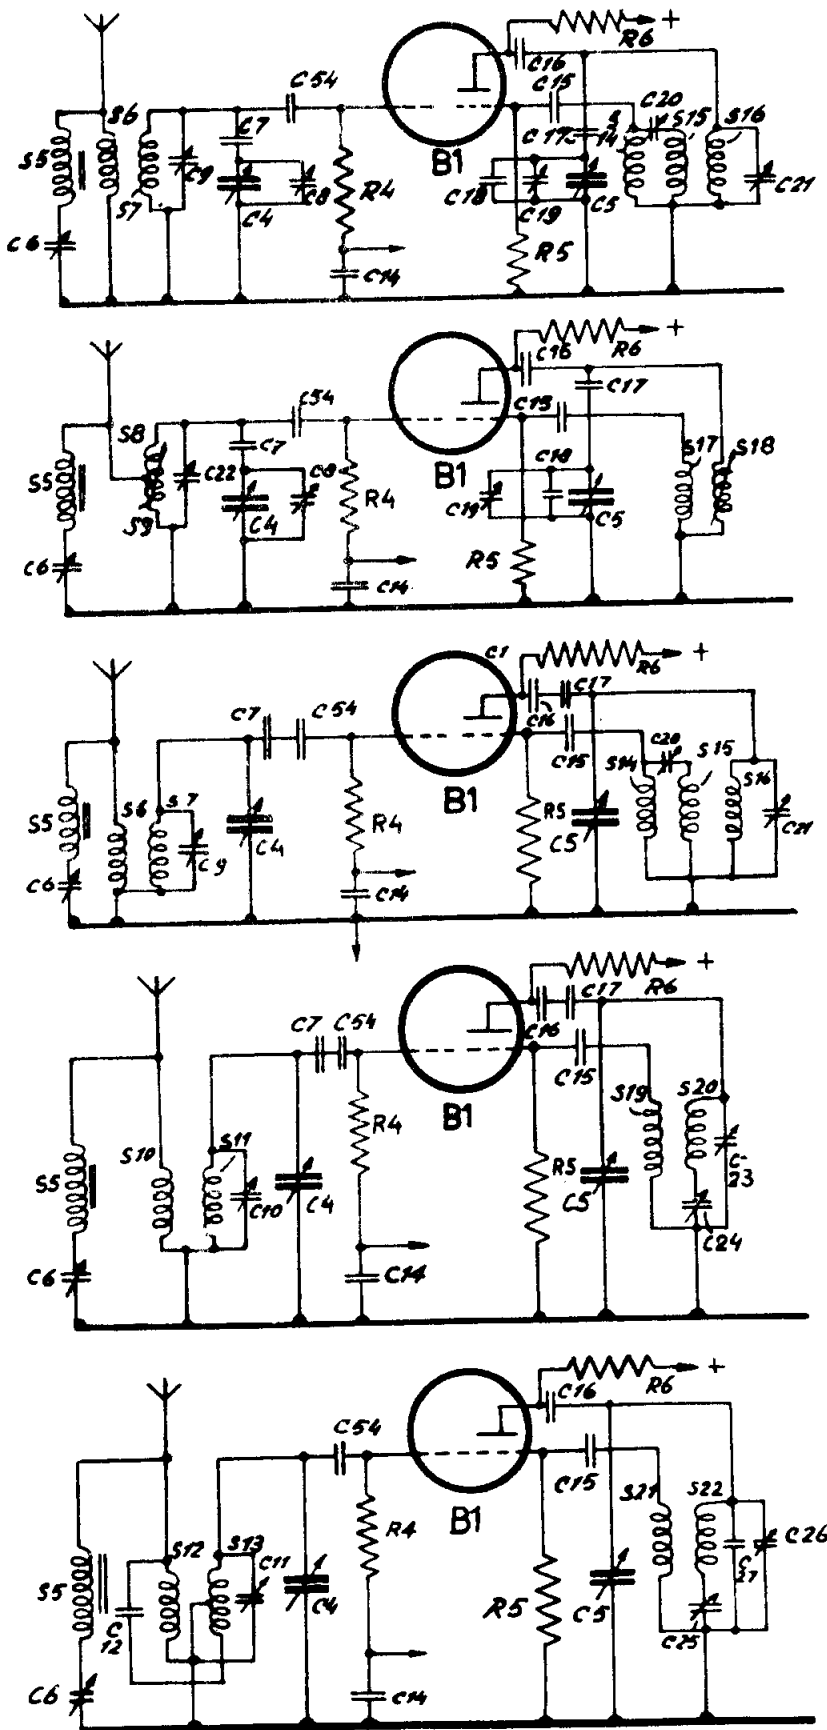 R6 +
C16
C54 C15 C20
S6 S S15 S16
S5 C7 C17 14
C9 B1 C18 C21
S7 C4 C8 R4 C19 C5
C6 C14 R5
C16 R6 +
C17
C54 C15
S8 C7 B1 S17 S18
S5 C22 C8 C18
S9 C4 R4 C19 C5
C6 C14 R5
C1 R6 +
C17
C7 C54 C16
C15 C20 S15
S14
S5 S6 S7 B1 S16
C4 R4 R5 C5 C21
C6 C9 C14
R6 +
C17
C7 C54 C16
C15 S19 S20
S10 S11 R4 B1
S5 R5 C-
C10 C4 C5 23
C6 C14 C24
C16 R6 +
C54
C15 S21 S22
S12 S13 R4 B1
C11 C26
S5 C4 R5 C5 C
C 27
12 C25
C6 C14